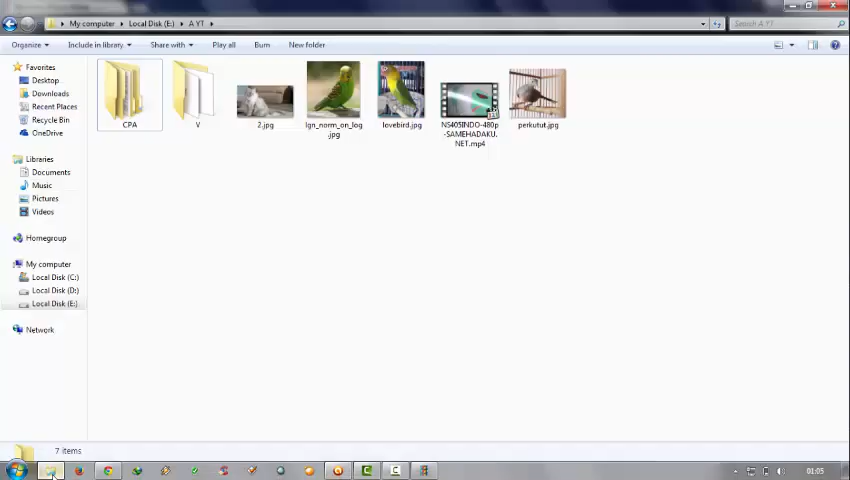 My computer ▸ Local Disk (E:) ▸ A YT ▸
Search A YT
Organize ▾ Include in library ▾ Share with ▾ Play all Burn New folder
Favorites
Desktop
Downloads
Recent Places
Recycle Bin
OneDrive
Libraries
Documents
Music
Pictures
Videos
Homegroup
My computer
Local Disk (C:)
Local Disk (D:)
Local Disk (E:)
Network
CPA
V
2.jpg
lgn_norm_on_log
.jpg
lovebird.jpg
NS405INDO-480p
-SAMEHADAKU.
NET.mp4
perkutut.jpg
7 items
01:05